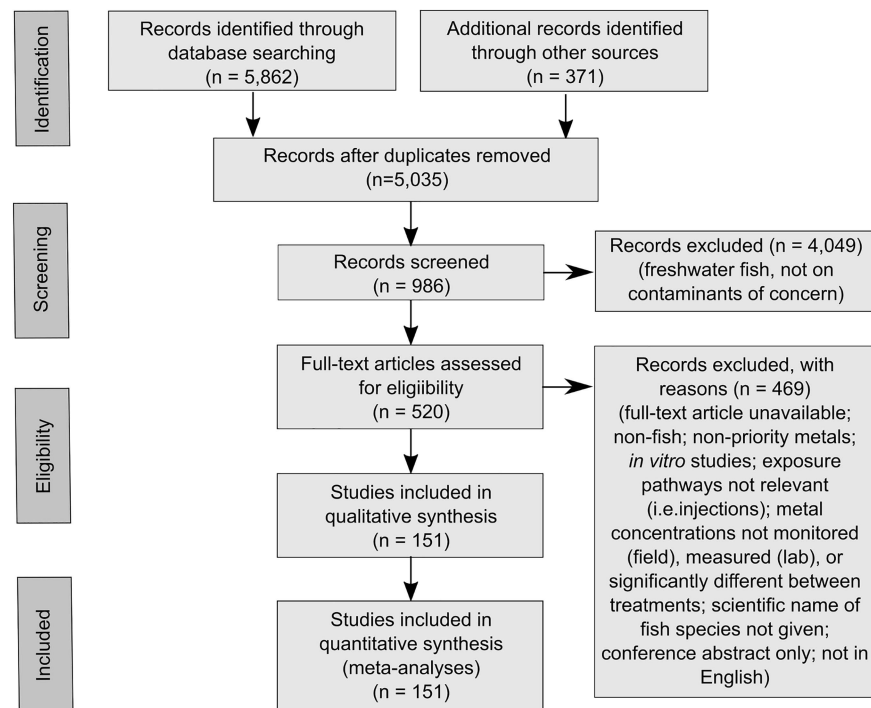 Identification
Records identified through
database searching
(n = 5,862)
Additional records identified
through other sources
(n = 371)
Records after duplicates removed
(n=5,035)
Screening
Records screened
(n = 986)
Records excluded (n = 4,049)
(freshwater fish, not on
contaminants of concern)
Eligibility
Full-text articles assessed
for eligiibility
(n = 520)
Records excluded, with
reasons (n = 469)
(full-text article unavailable;
non-fish; non-priority metals;
in vitro studies; exposure
pathways not relevant
(i.e.injections); metal
concentrations not monitored
(field), measured (lab), or
significantly different between
treatments; scientific name of
fish species not given;
conference abstract only; not in
English)
Studies included in
qualitative synthesis
(n = 151)
Included
Studies included in
quantitative synthesis
(meta-analyses)
(n = 151)